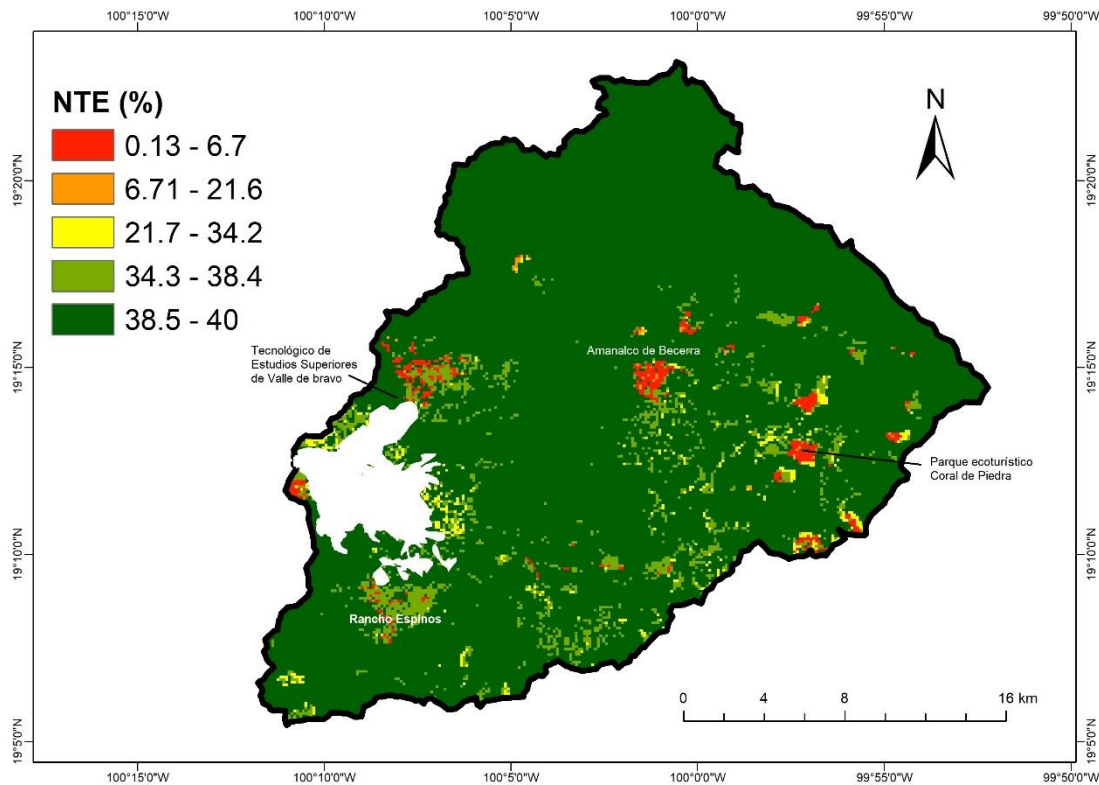 100°15'0"W
100°10'0"W
100°5'0"W
100°0'0"W
99°55'0"W
99°50'0"W
NTE (%)
0.13 - 6.7
6.71 - 21.6
21.7 - 34.2
34.3 - 38.4
38.5 - 40
N
19°20'0"N
19°20'0"N
Tecnológico de
Estudios Superiores
de Valle de bravo
Amanalco de Becerra
19°15'0"N
19°15'0"N
Parque ecoturístico
Coral de Piedra
19°10'0"N
19°10'0"N
Rancho Espinos
0 4 8 16 km
19°5'0"N
19°5'0"N
100°15'0"W
100°10'0"W
100°5'0"W
100°0'0"W
99°55'0"W
99°50'0"W